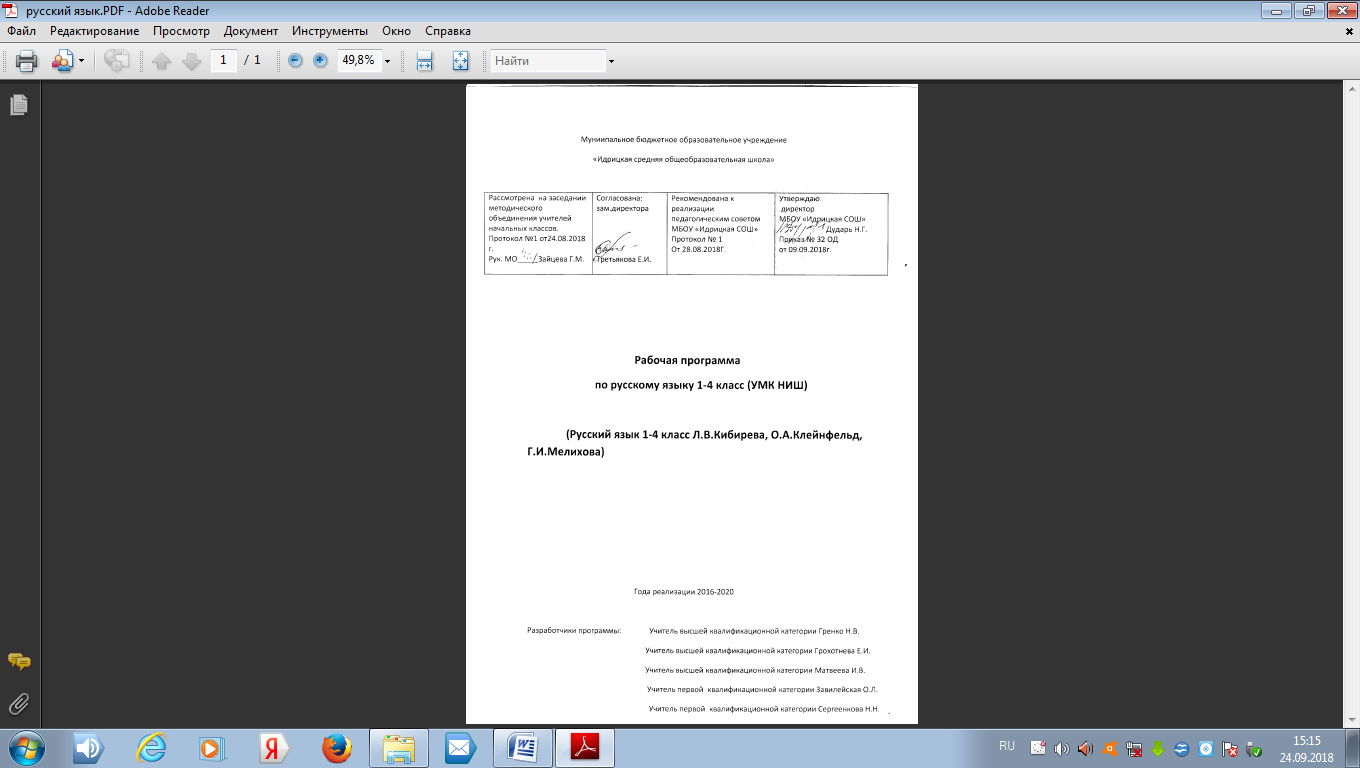 русский язык.PDF - Adobe Reader
Файл Редактирование Просмотр Документ Инструменты Окно Справка
1 / 1 49,8% Найти
Муниипальное бюджетное образовательное учреждение
«Идрицкая средняя общеобразовательная школа»
Рассмотрена на заседании
методического
объединения учителей
начальных классов.
Протокол №1 от24.08.2018
г.
Рук. МО_____Зайцева Г.М.
Согласована:
зам.директора
Третьякова Е.И.
Рекомендована к
реализации
педагогическим советом
МБОУ «Идрицкая СОШ»
Протокол № 1
От 28.08.2018Г.
Утверждаю
директор
МБОУ «Идрицкая СОШ»
Дударь Н.Г.
Приказ № 32 ОД
от 09.09.2018г.
Рабочая программа
по русскому языку 1-4 класс (УМК НИШ)
(Русский язык 1-4 класс Л.В.Кибирева, О.А.Клейнфельд,
Г.И.Мелихова)
Года реализации 2016-2020
Разработчики программы: Учитель высшей квалификационной категории Гренко Н.В.
Учитель высшей квалификационной категории Грохотнева Е.И.
Учитель высшей квалификационной категории Матвеева И.В.
Учитель первой квалификационной категории Завилейская О.Л.
Учитель первой квалификационной категории Сергеенкова Н.Н.
RU
15:15
24.09.2018